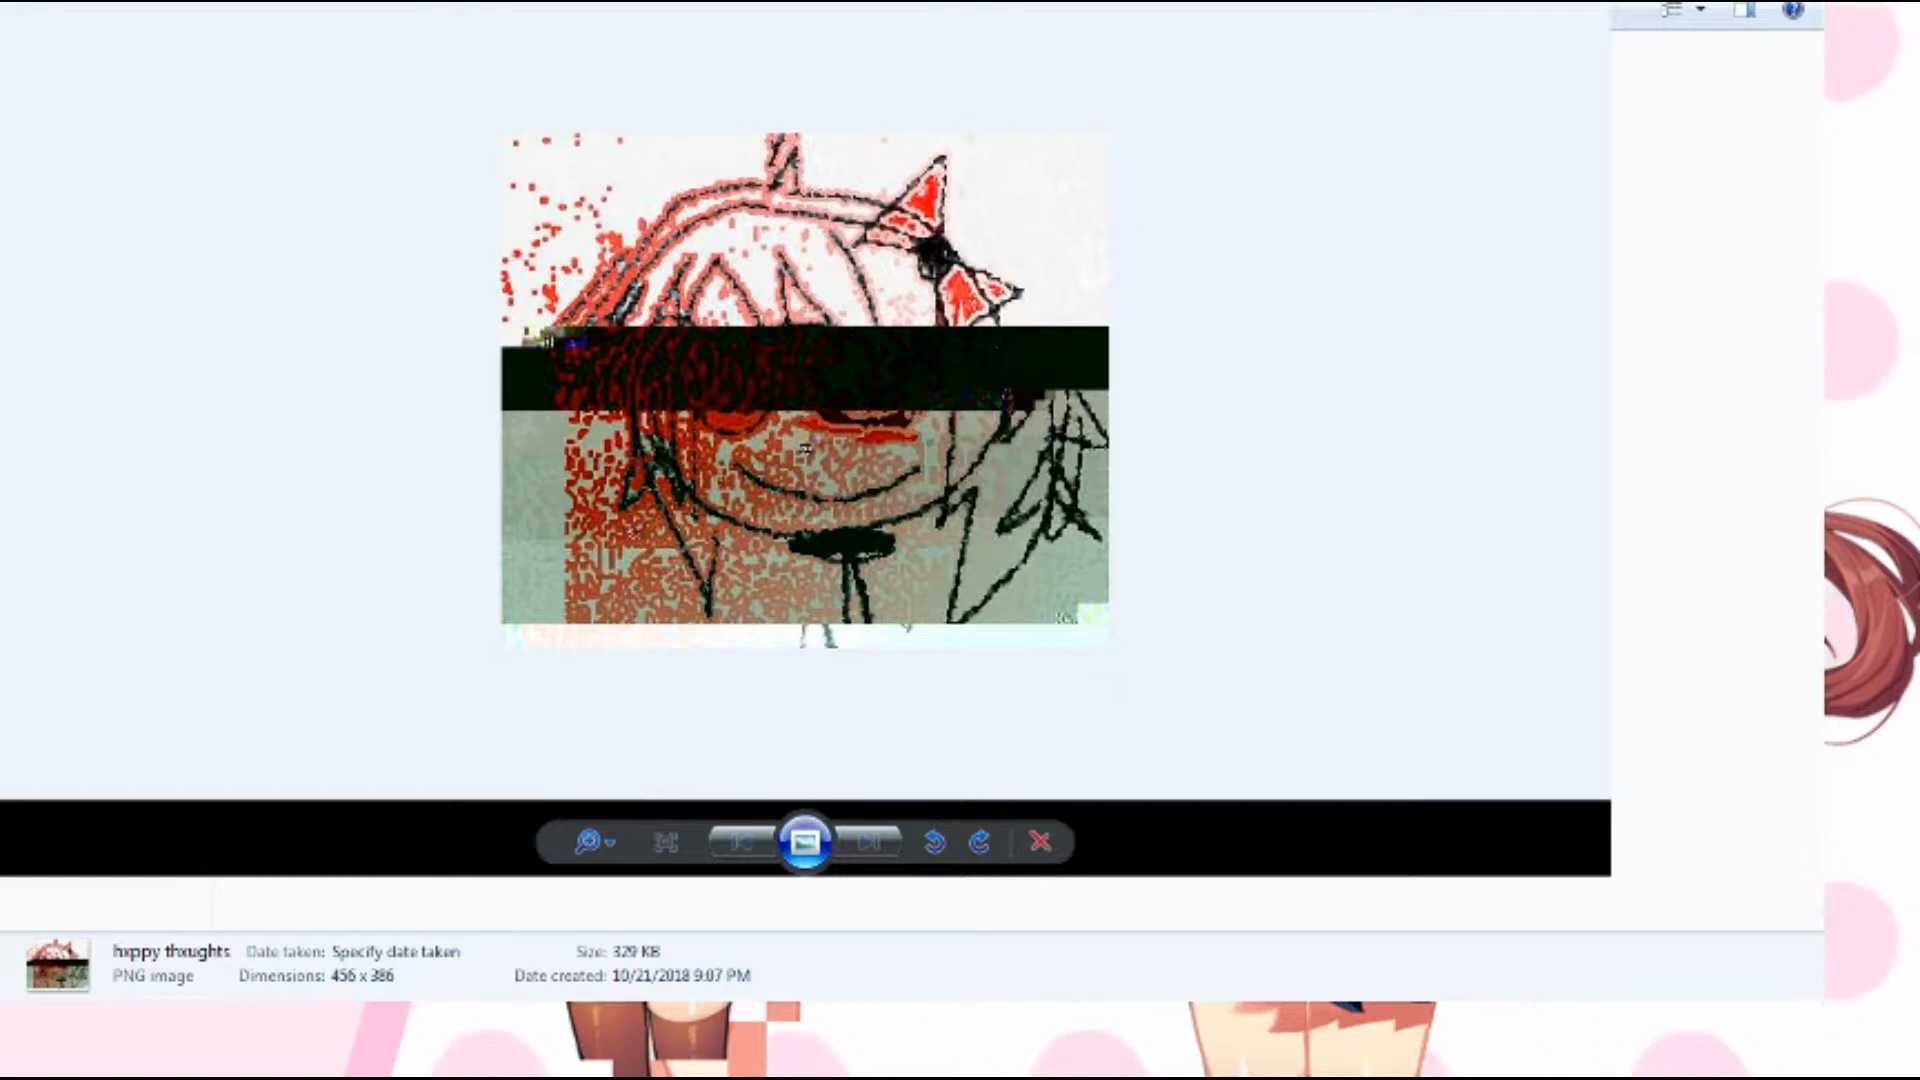 hxppy thxughts Date taken: Specify date taken Size: 329 KB
PNG image Dimensions: 456 x 386 Date created: 10/21/2018 9:07 PM